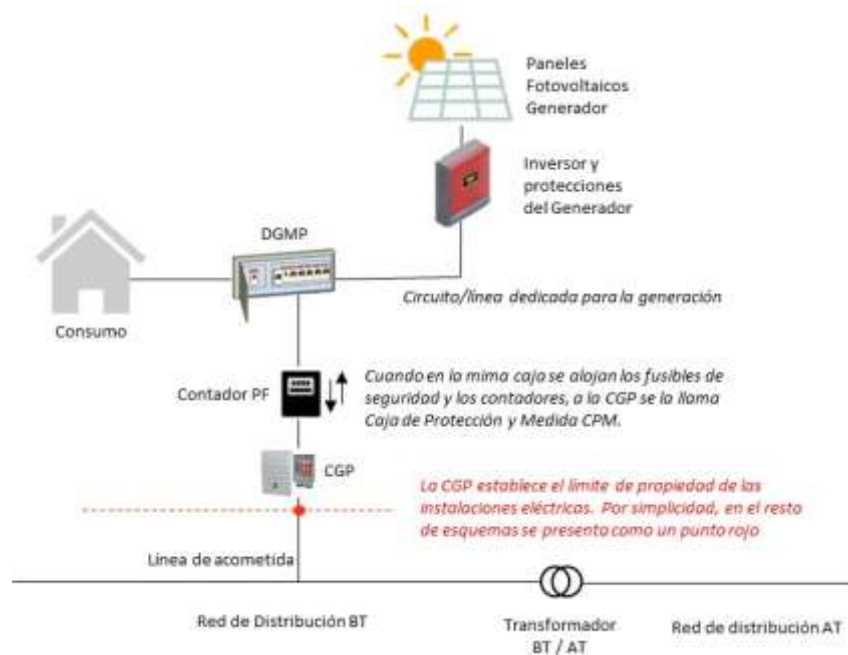 Paneles
Fotovoltaicos
Generador
Inversor y
protecciones
del Generador
DGMP
Circuito/línea dedicada para la generación
Consumo
Cuando en la mima caja se alojan los fusibles de
seguridad y los contadores, a la CGP se la llama
Caja de Protección y Medida CPM.
Contador PF
CGP
La CGP establece el límite de propiedad de las
instalaciones eléctricas. Por simplicidad, en el resto
de esquemas se presenta como un punto rojo
Línea de acometida
Red de Distribución BT
Transformador
BT / AT
Red de distribución AT